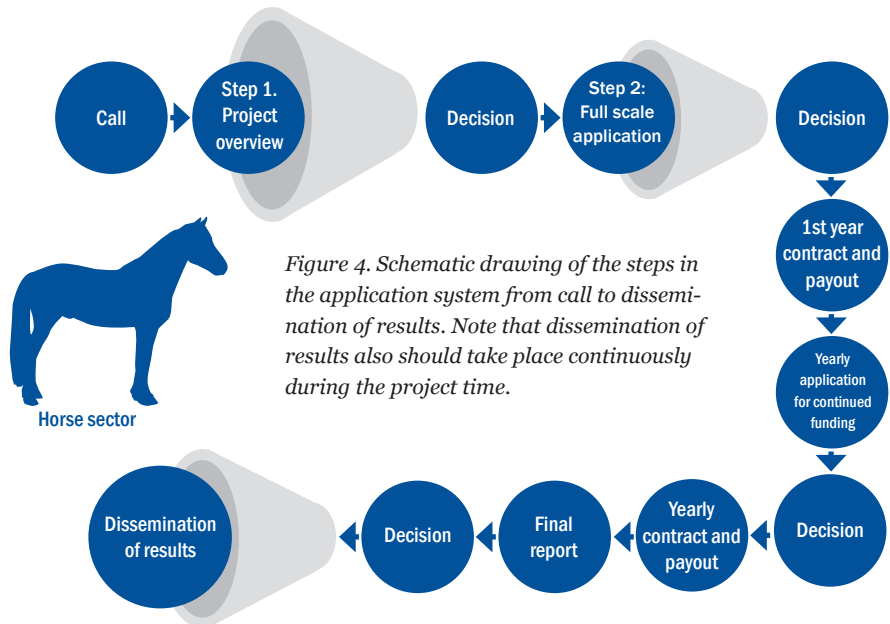 Call
Step 1.
Project
overview
Decision
Step 2:
Full scale
application
Decision
1st year
contract and
payout
Figure 4. Schematic drawing of the steps in
the application system from call to dissemi-
nation of results. Note that dissemination of
results also should take place continuously
during the project time.
Horse sector
Yearly
application
for continued
funding
Decision
Yearly
contract and
payout
Final
report
Decision
Dissemination
of results